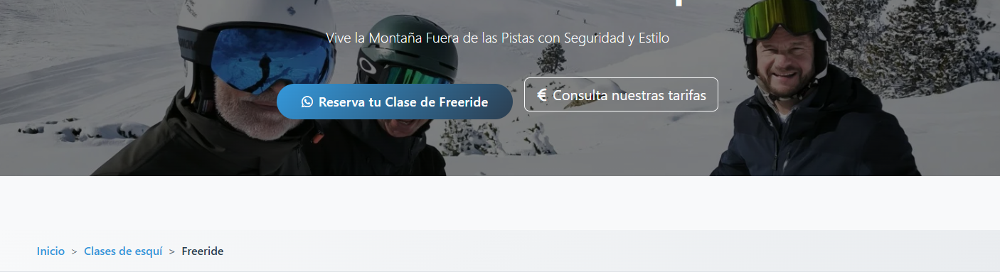 Vive la Montaña Fuera de las Pistas con Seguridad y Estilo
Reserva tu Clase de Freeride
€ Consulta nuestras tarifas
Inicio > Clases de esquí > Freeride